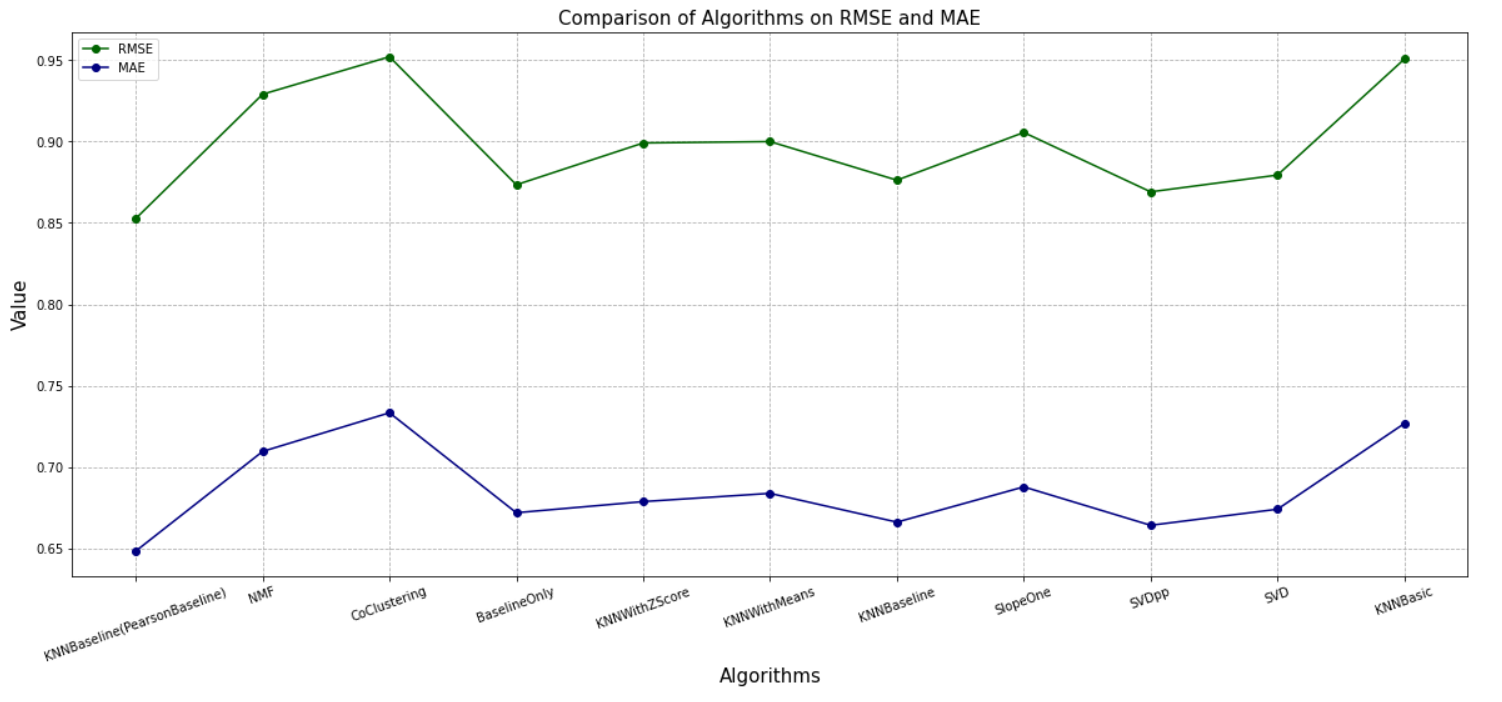 Comparison of Algorithms on RMSE and MAE
RMSE
MAE
0.95
0.90
0.85
0.80
0.75
0.70
0.65
Value
KNNBaseline(PearsonBaseline)
NMF
CoClustering
BaselineOnly
KNNWithZScore
KNNWithMeans
KNNBaseline
SlopeOne
SVDpp
SVD
KNNBasic
Algorithms